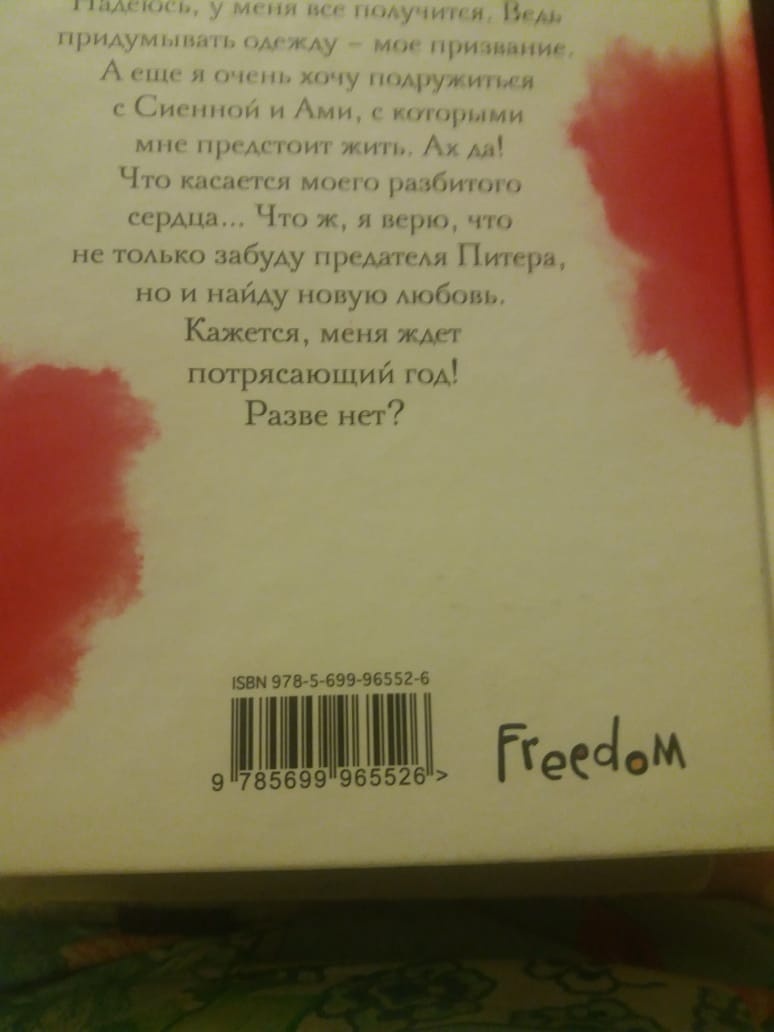 Надеюсь, у меня все получится. Ведь
придумывать одежду – мое призвание.
А еще я очень хочу подружиться
с Сиенной и Ами, с которыми
мне предстоит жить. Ах да!
Что касается моего разбитого
сердца... Что ж, я верю, что
не только забуду предателя Питера,
но и найду новую любовь.
Кажется, меня ждет
потрясающий год!
Разве нет?
ISBN 978-5-699-96552-6
9 785699 965526 >
Freedom